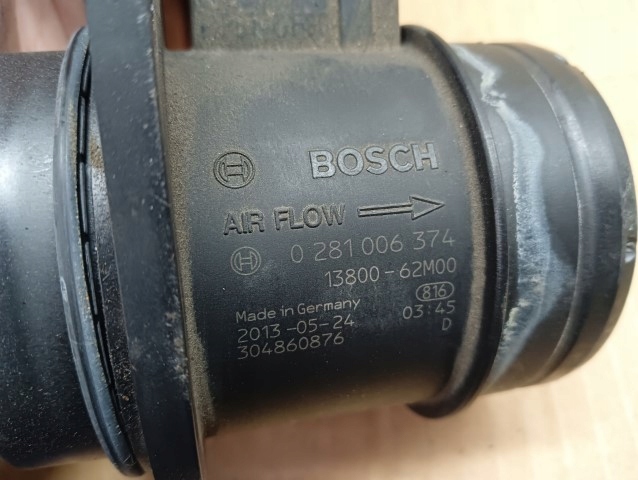 BOSCH
AIR FLOW
0 281 006 374
13800-62M00
816
Made in Germany
2013-05-24 03:45
304860876 D